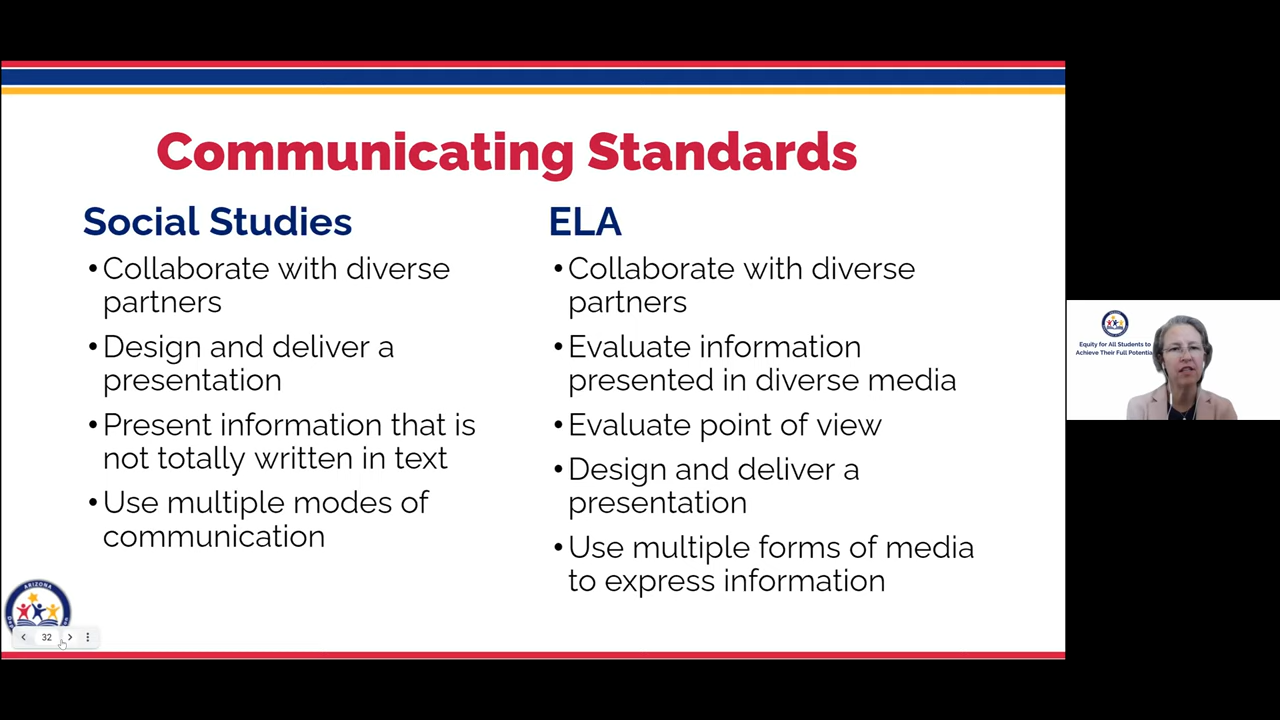 Communicating Standards
Social Studies
•Collaborate with diverse
partners
•Design and deliver a
presentation
•Present information that is
not totally written in text
•Use multiple modes of
communication
ELA
•Collaborate with diverse
partners
•Evaluate information
presented in diverse media
•Evaluate point of view
•Design and deliver a
presentation
•Use multiple forms of media
to express information
ARIZONA
32
Equity for All Students to
Achieve Their Full Potential